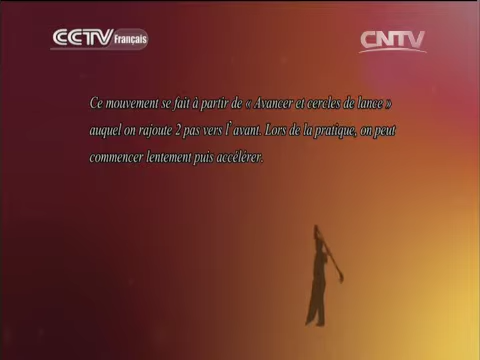 CCTV Français CNTV
Ce mouvement se fait à partir de « Avancer et cercles de lance »
auquel on rajoute 2 pas vers l'avant. Lors de la pratique, on peut
commencer lentement puis accélérer.